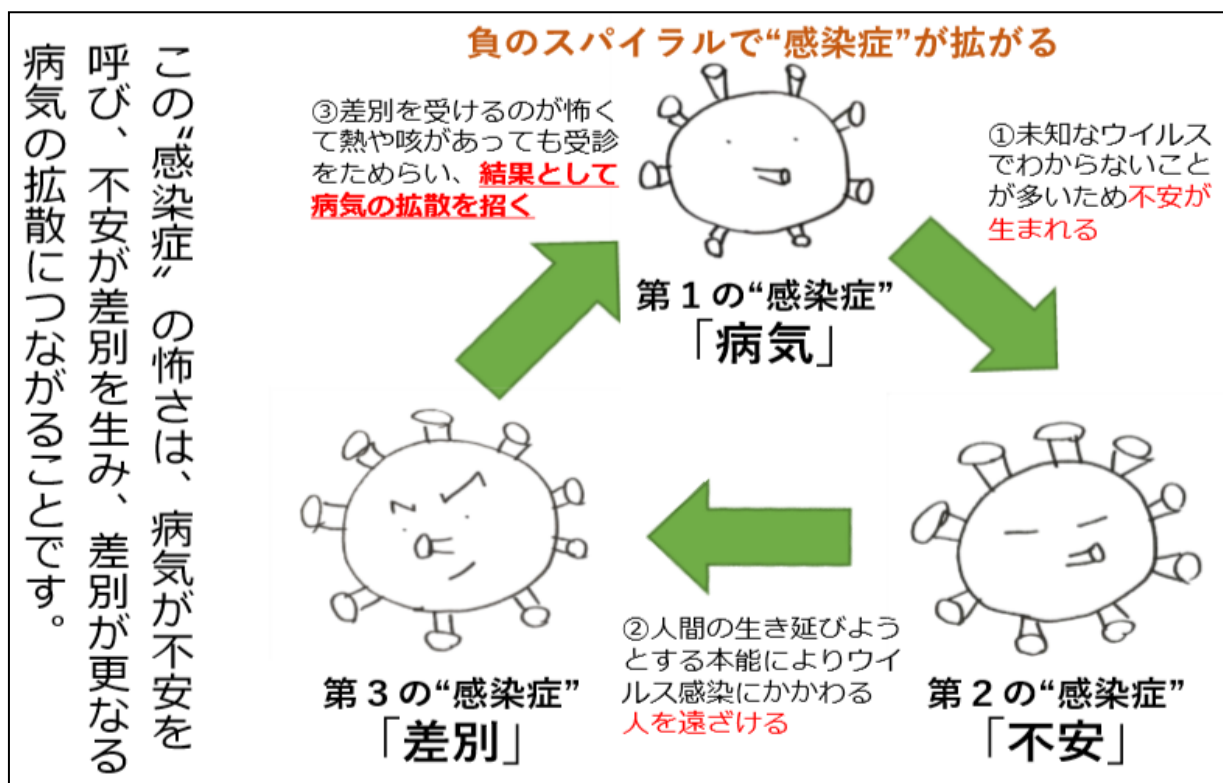 負のスパイラルで“感染症”が拡がる
①未知なウイルス
でわからないこと
が多いため不安が
生まれる
第１の“感染症”
「病気」
②人間の生き延びよう
とする本能によりウイ
ルス感染にかかわる
人を遠ざける
第２の“感染症”
「不安」
③差別を受けるのが怖く
て熱や咳があっても受診
をためらい、結果として
病気の拡散を招く
第３の“感染症”
「差別」
この〝感染症〟の怖さは、病気が不安を
呼び、不安が差別を生み、差別が更なる
病気の拡散につながることです。